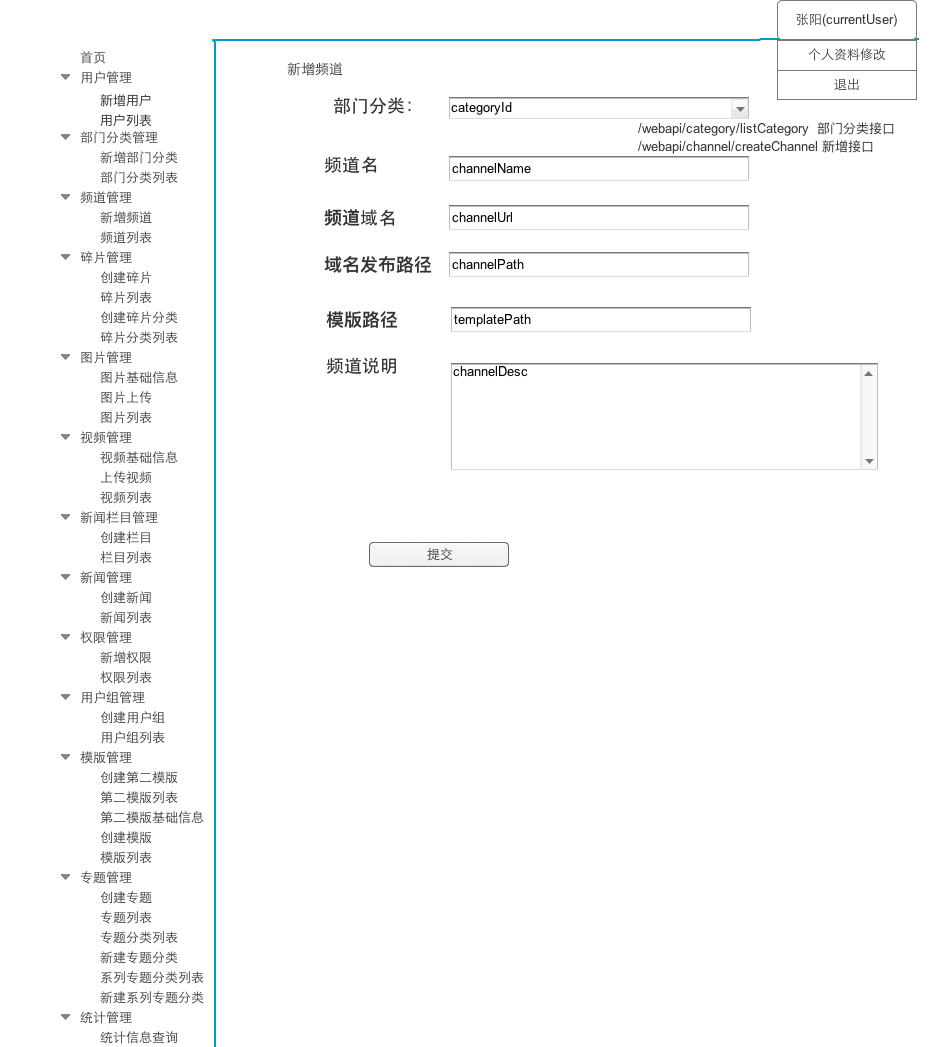 张阳(currentUser)
个人资料修改
退出
首页
用户管理
新增用户
用户列表
部门分类管理
新增部门分类
部门分类列表
频道管理
新增频道
频道列表
碎片管理
创建碎片
碎片列表
创建碎片分类
碎片分类列表
图片管理
图片基础信息
图片上传
图片列表
视频管理
视频基础信息
上传视频
视频列表
新闻栏目管理
创建栏目
栏目列表
新闻管理
创建新闻
新闻列表
权限管理
新增权限
权限列表
用户组管理
创建用户组
用户组列表
模版管理
创建第二模版
第二模版列表
第二模版基础信息
创建模版
模版列表
专题管理
创建专题
专题列表
专题分类列表
新建专题分类
系列专题分类列表
新建系列专题分类
统计管理
统计信息查询
新增频道
部门分类： categoryId
/webapi/category/listCategory 部门分类接口
/webapi/channel/createChannel 新增接口
频道名 channelName
频道域名 channelUrl
域名发布路径 channelPath
模版路径 templatePath
频道说明 channelDesc
提交